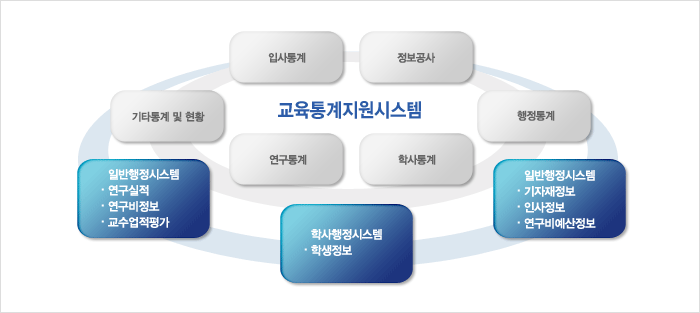 입사통계
정보공시
기타통계 및 현황
교육통계지원시스템
행정통계
연구통계
학사통계
일반행정시스템
· 연구실적
· 연구비정보
· 교수업적평가
학사행정시스템
· 학생정보
일반행정시스템
· 기자재정보
· 인사정보
· 연구비예산정보